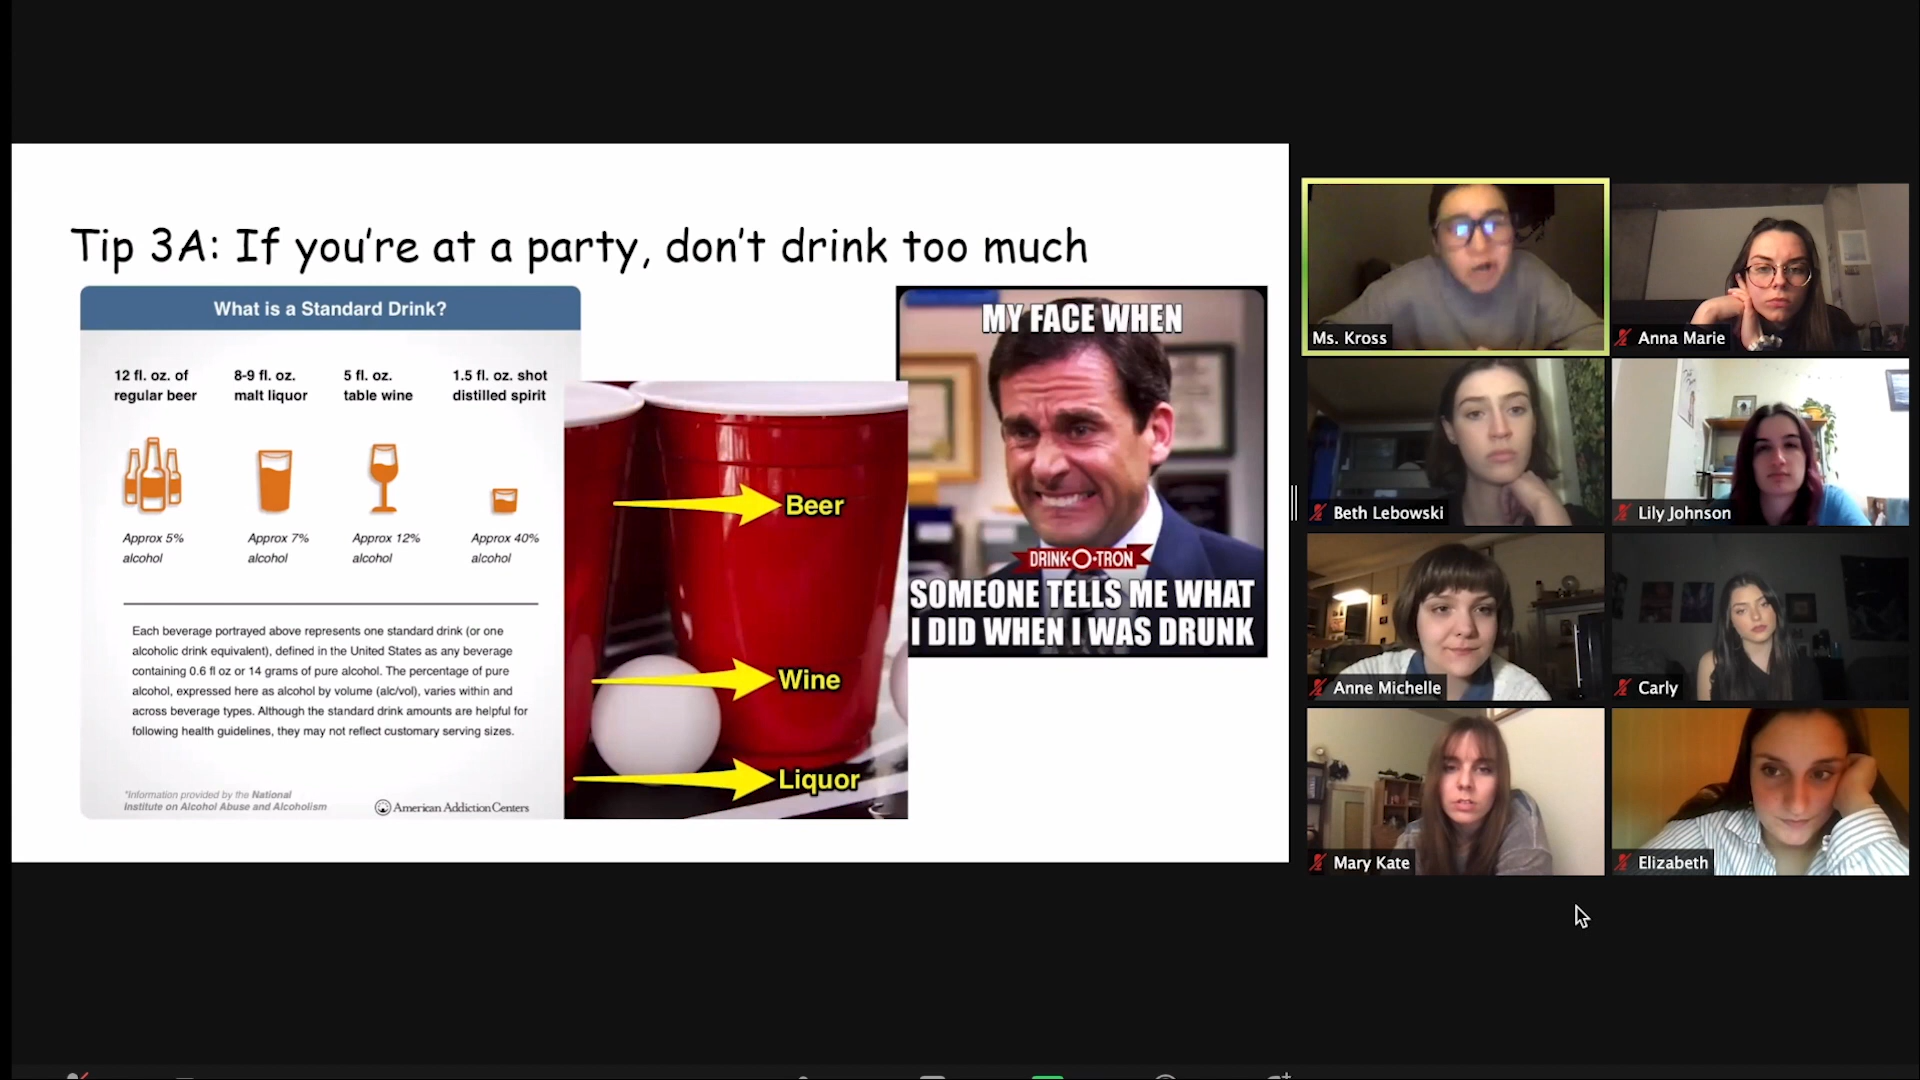 Tip 3A: If you're at a party, don't drink too much
What is a Standard Drink?
12 fl. oz. of
regular beer
8-9 fl. oz.
malt liquor
5 fl. oz.
table wine
1.5 fl. oz. shot
distilled spirit
Approx 5%
alcohol
Approx 7%
alcohol
Approx 12%
alcohol
Approx 40%
alcohol
Each beverage portrayed above represents one standard drink (or one
alcoholic drink equivalent), defined in the United States as any beverage
containing 0.6 fl oz or 14 grams of pure alcohol. The percentage of pure
alcohol, expressed here as alcohol by volume (alc/vol), varies within and
across beverage types. Although the standard drink amounts are helpful for
following health guidelines, they may not reflect customary serving sizes.
*Information provided by the National
Institute on Alcohol Abuse and Alcoholism
American Addiction Centers
Beer
Wine
Liquor
MY FACE WHEN
DRINK-O-TRON
SOMEONE TELLS ME WHAT
I DID WHEN I WAS DRUNK
Ms. Kross
Anna Marie
Beth Lebowski
Lily Johnson
Anne Michelle
Carly
Mary Kate
Elizabeth